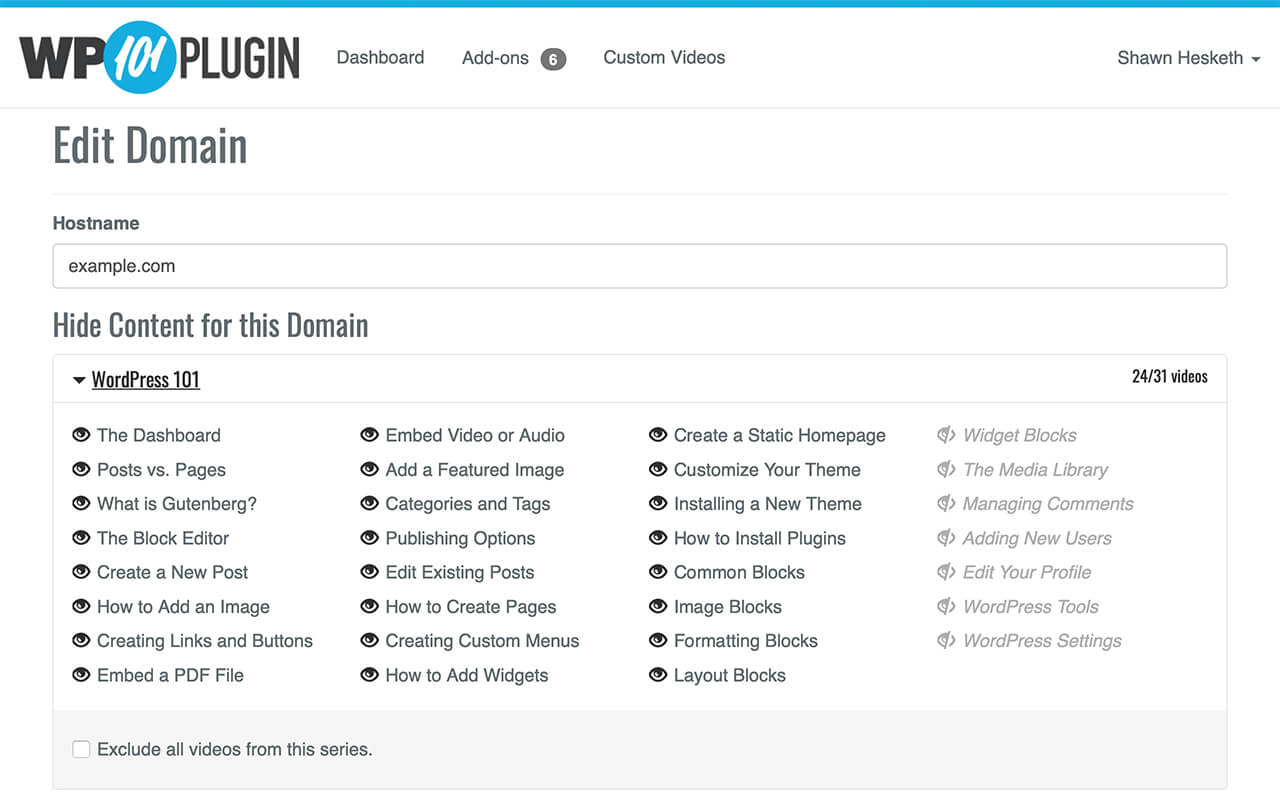 WP101PLUGIN
Dashboard
Add-ons 6
Custom Videos
Shawn Hesketh
Edit Domain
Hostname
example.com
Hide Content for this Domain
WordPress 101
24/31 videos
The Dashboard
Posts vs. Pages
What is Gutenberg?
The Block Editor
Create a New Post
How to Add an Image
Creating Links and Buttons
Embed a PDF File
Embed Video or Audio
Add a Featured Image
Categories and Tags
Publishing Options
Edit Existing Posts
How to Create Pages
Creating Custom Menus
How to Add Widgets
Create a Static Homepage
Customize Your Theme
Installing a New Theme
How to Install Plugins
Common Blocks
Image Blocks
Formatting Blocks
Layout Blocks
Widget Blocks
The Media Library
Managing Comments
Adding New Users
Edit Your Profile
WordPress Tools
WordPress Settings
Exclude all videos from this series.